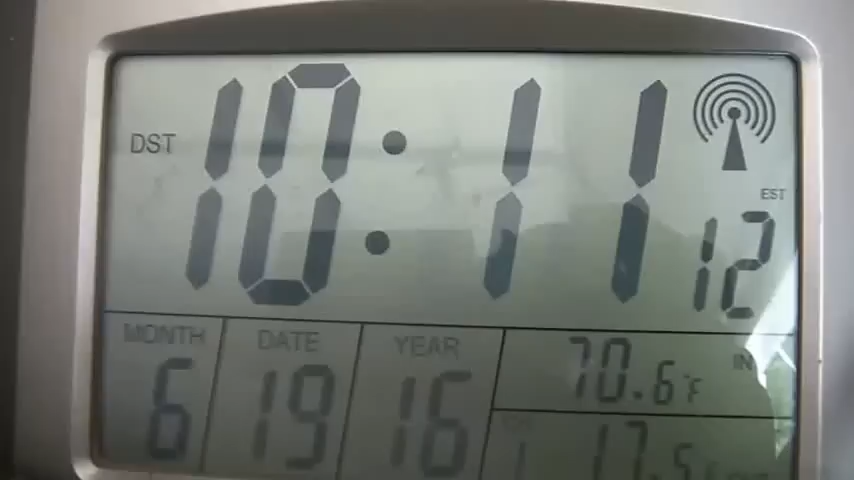 DST 10:11
EST
12
MONTH DATE YEAR
6 19 16
70.6°F IN
17.5